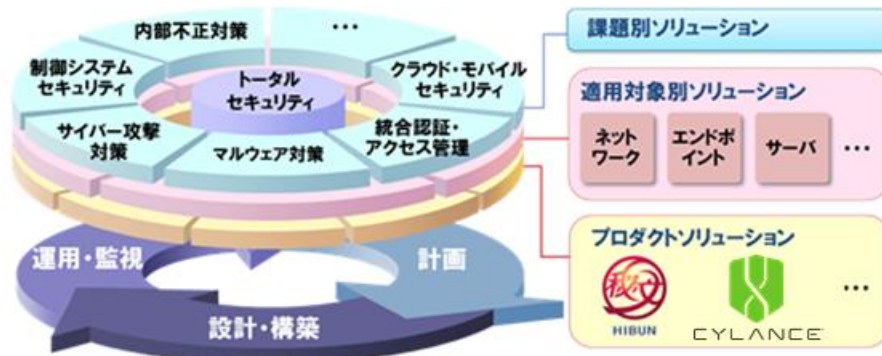 内部不正対策
…
制御システム
セキュリティ
トータル
セキュリティ
クラウド・モバイル
セキュリティ
サイバー攻撃
対策
マルウェア対策
統合認証・
アクセス管理
運用・監視
計画
設計・構築
課題別ソリューション
適用対象別ソリューション
ネット
ワーク
エンドポ
イント
サーバ
…
プロダクトソリューション
秘文
HIBUN
CYLANCE
…